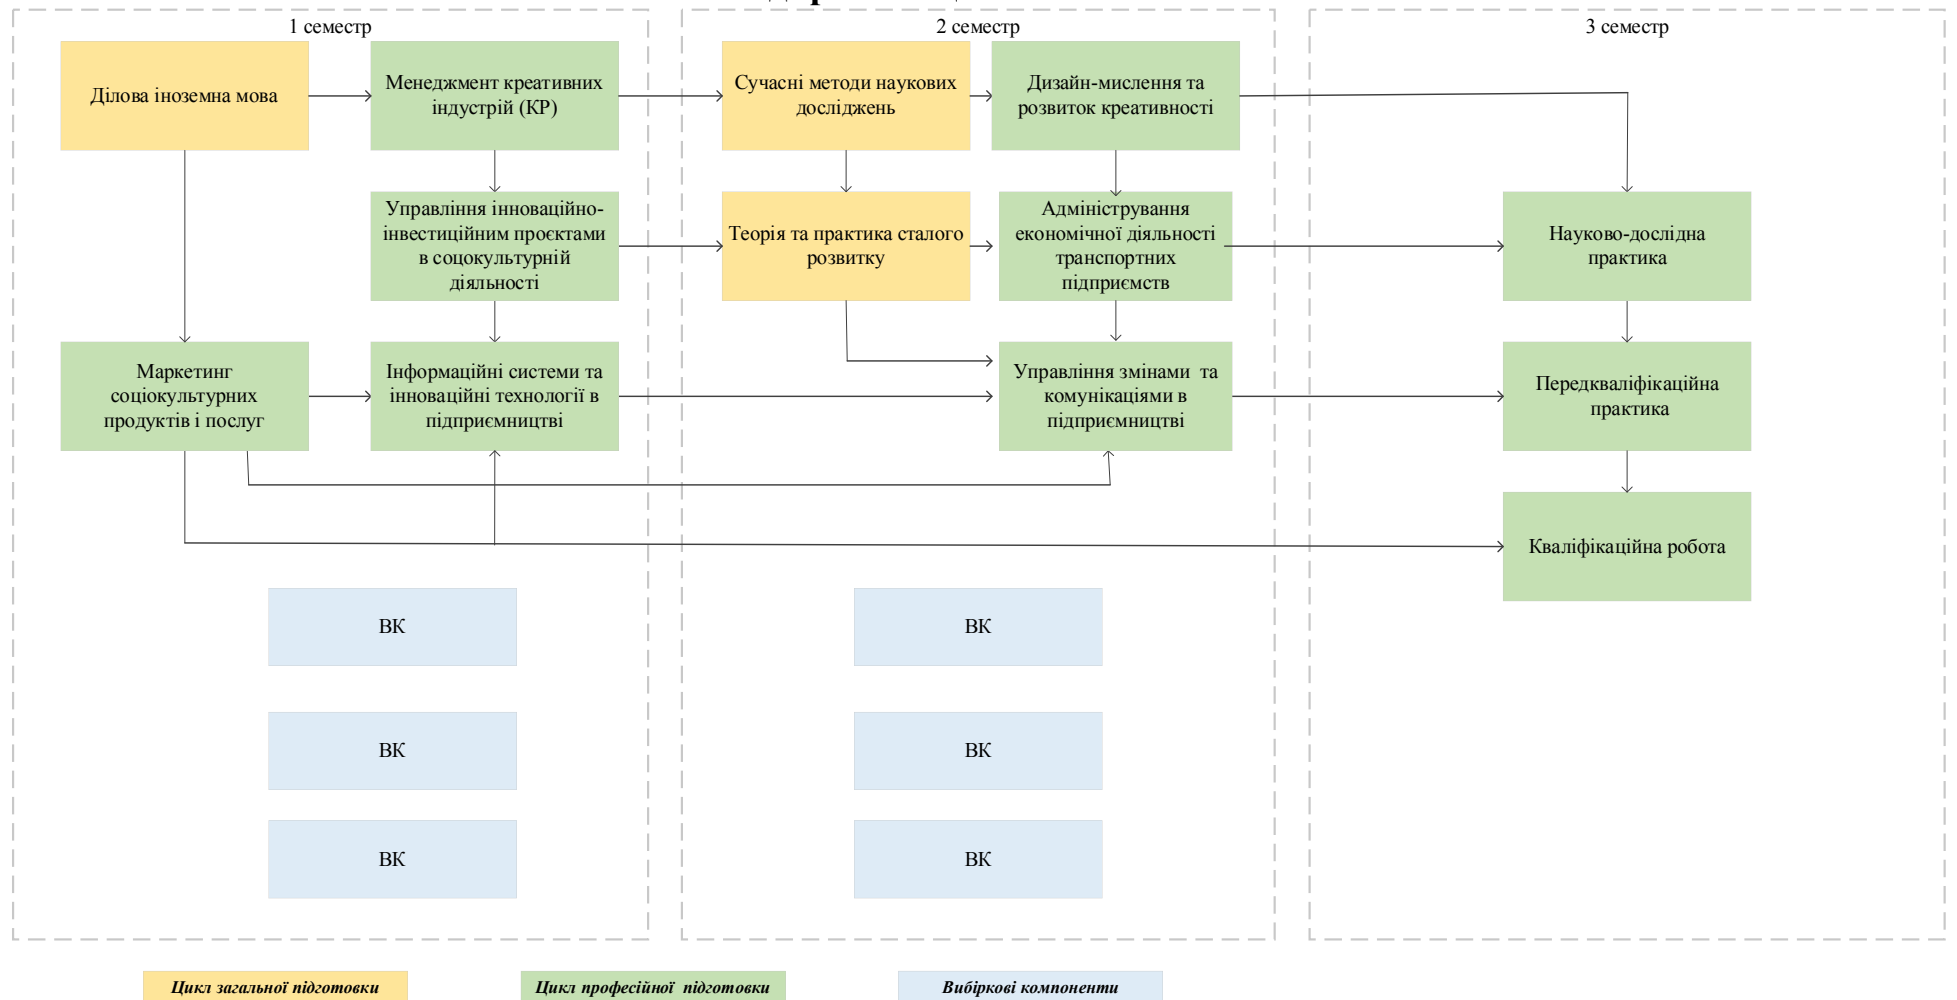 1 семестр
2 семестр
3 семестр
Ділова іноземна мова
Менеджмент креативних
індустрій (КР)
Сучасні методи наукових
досліджень
Дизайн-мислення та
розвиток креативності
Управління інноваційно-
інвестиційним проєктами
в соцокультурній
діяльності
Теорія та практика сталого
розвитку
Адміністрування
економічної діяльності
транспортних
підприємств
Науково-дослідна
практика
Маркетинг
соціокультурних
продуктів і послуг
Інформаційні системи та
інноваційні технології в
підприємництві
Управління змінами та
комунікаціями в
підприємництві
Передкваліфікаційна
практика
Кваліфікаційна робота
ВК
ВК
ВК
ВК
ВК
ВК
Цикл загальної підготовки
Цикл професійної підготовки
Вибіркові компоненти